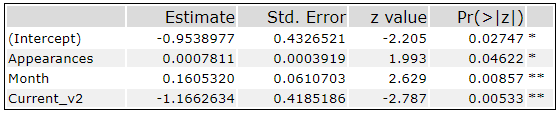 Estimate Std. Error z value Pr(>|z|)
(Intercept) -0.9538977 0.4326521 -2.205 0.02747 *
Appearances 0.0007811 0.0003919 1.993 0.04622 *
Month 0.1605320 0.0610703 2.629 0.00857 **
Current_v2 -1.1662634 0.4185186 -2.787 0.00533 **